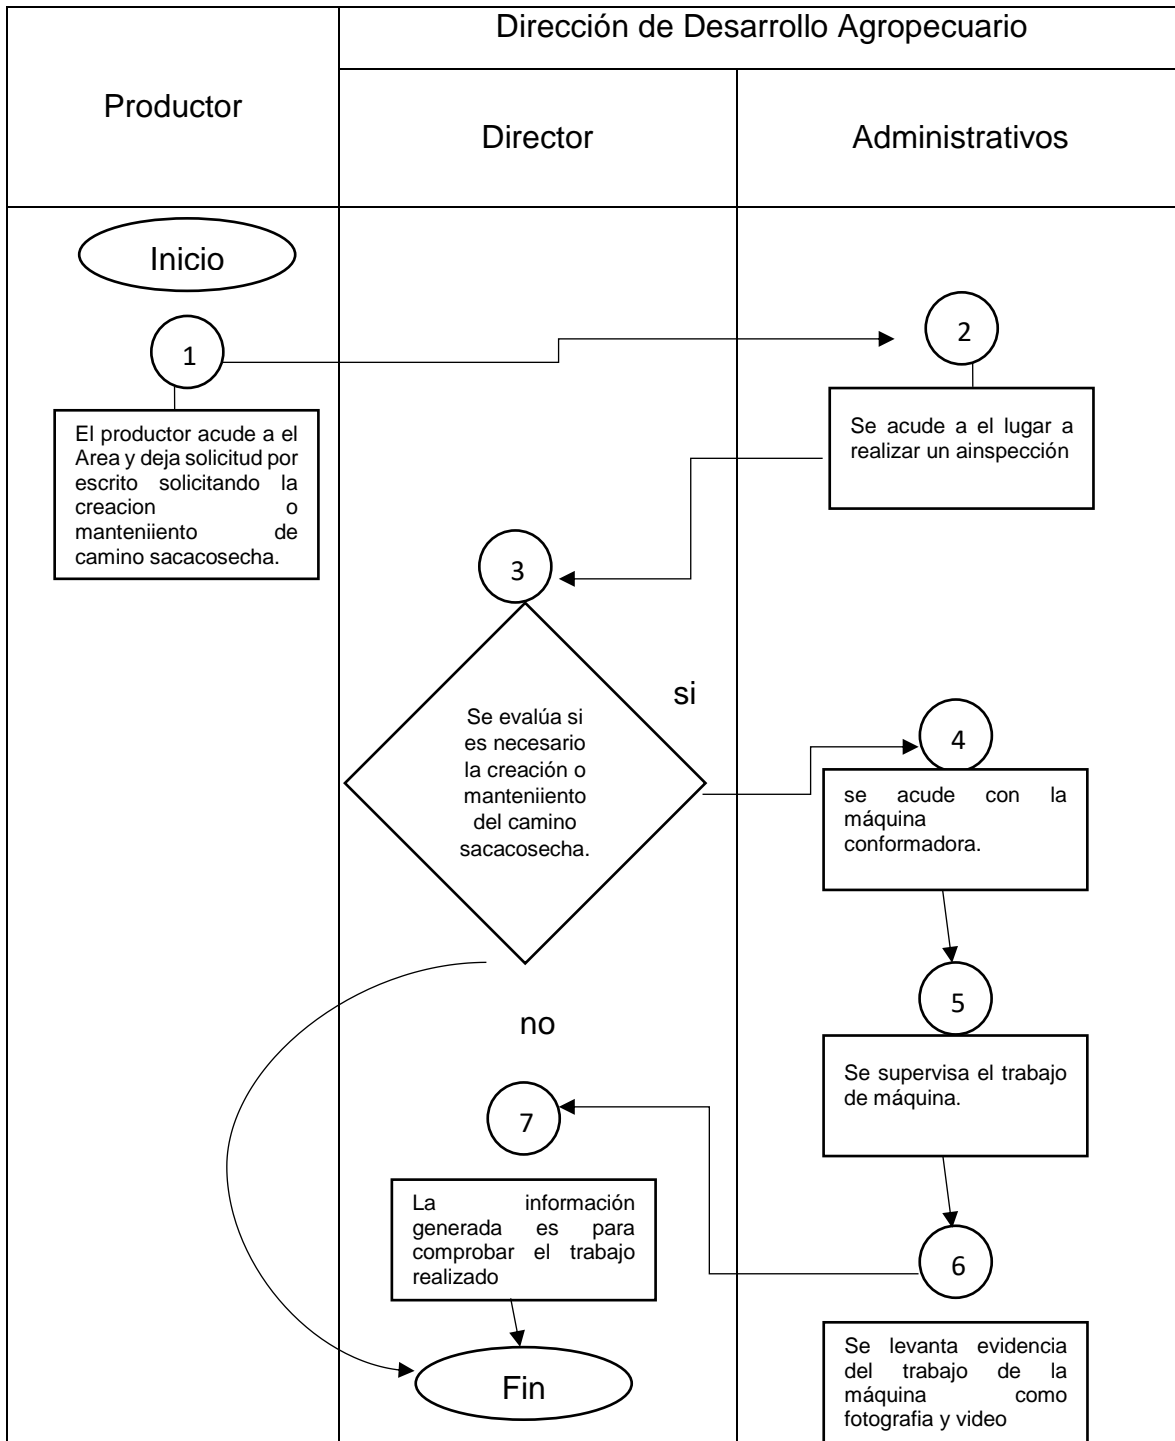 Dirección de Desarrollo Agropecuario
Productor
Director
Administrativos
Inicio
1
El productor acude a el
Area y deja solicitud por
escrito solicitando la
creacion o
manteniiento de
camino sacacosecha.
2
Se acude a el lugar a
realizar un ainspección
3
Se evalúa si
es necesario
la creación o
manteniiento
del camino
sacacosecha.
si
no
4
se acude con la
máquina
conformadora.
5
Se supervisa el trabajo
de máquina.
6
Se levanta evidencia
del trabajo de la
máquina como
fotografia y video
7
La información
generada es para
comprobar el trabajo
realizado
Fin